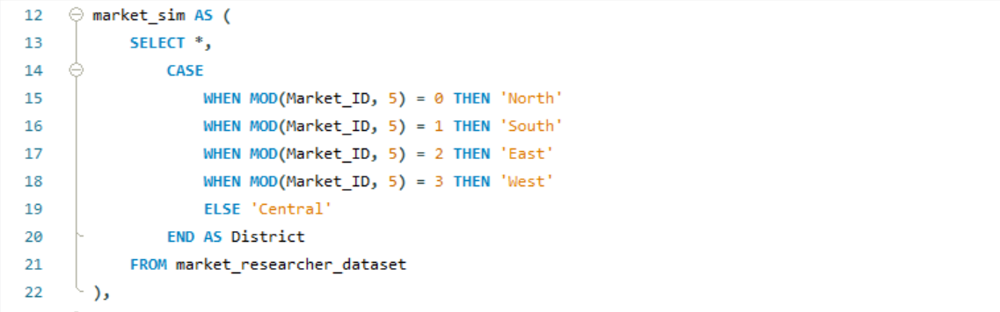 12 market_sim AS (
13 SELECT *,
14 CASE
15 WHEN MOD(Market_ID, 5) = 0 THEN 'North'
16 WHEN MOD(Market_ID, 5) = 1 THEN 'South'
17 WHEN MOD(Market_ID, 5) = 2 THEN 'East'
18 WHEN MOD(Market_ID, 5) = 3 THEN 'West'
19 ELSE 'Central'
20 END AS District
21 FROM market_researcher_dataset
22 ),